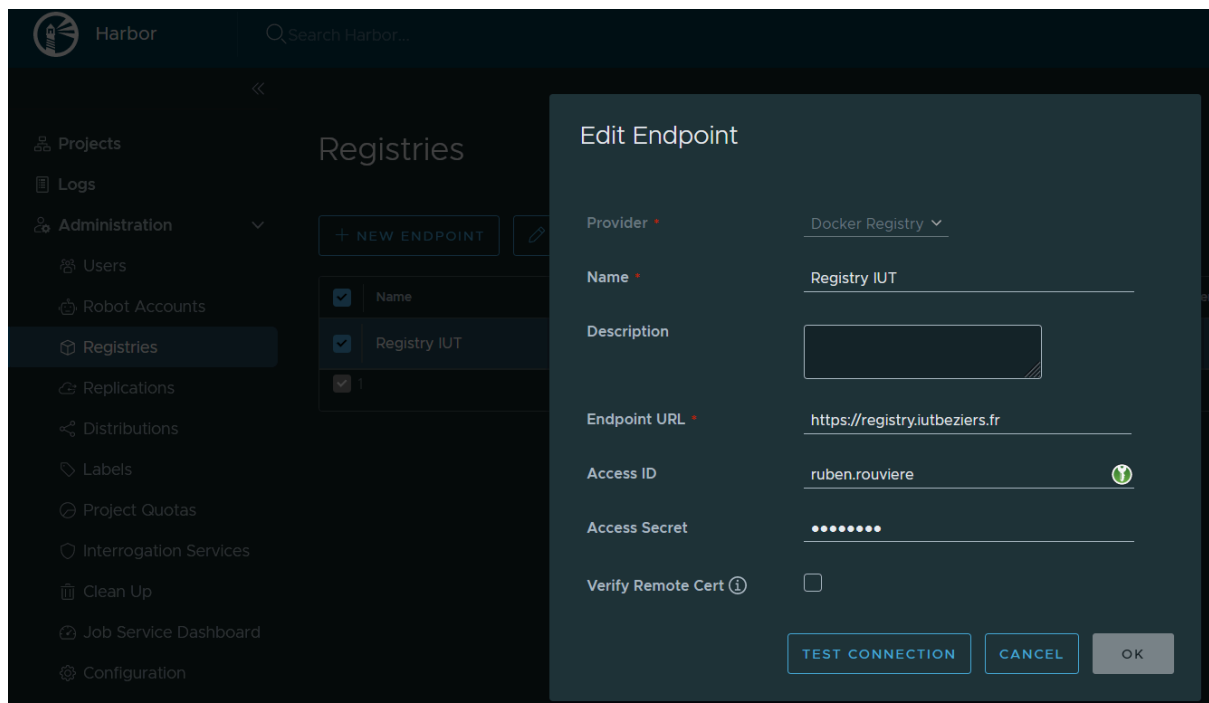 Harbor
Search Harbor...
Projects
Logs
Administration
Users
Robot Accounts
Registries
Replications
Distributions
Labels
Project Quotas
Interrogation Services
Clean Up
Job Service Dashboard
Configuration
Registries
+ NEW ENDPOINT
Name
Registry IUT
1
Edit Endpoint
Provider * Docker Registry
Name * Registry IUT
Description
Endpoint URL * https://registry.iutbeziers.fr
Access ID ruben.rouviere
Access Secret ••••••••
Verify Remote Cert
TEST CONNECTION CANCEL OK